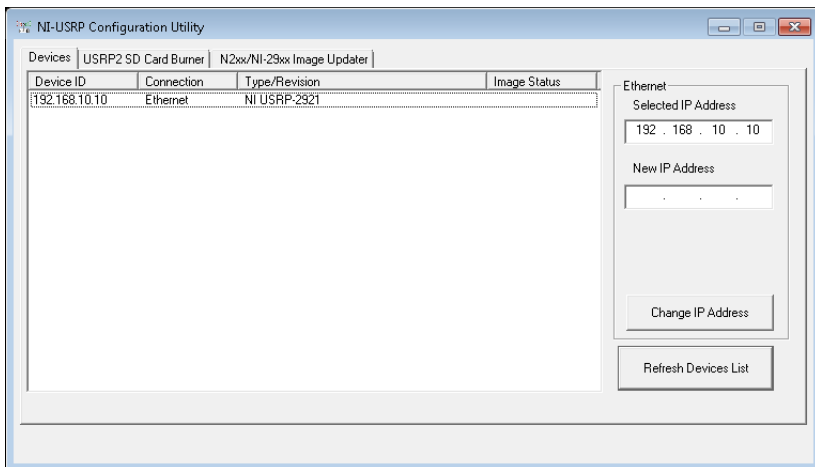 NI-USRP Configuration Utility
Devices USRP2 SD Card Burner N2xx/NI-29xx Image Updater
Device ID Connection Type/Revision Image Status
192.168.10.10 Ethernet NI USRP-2921
Ethernet
Selected IP Address
192 . 168 . 10 . 10
New IP Address
. . .
Change IP Address
Refresh Devices List